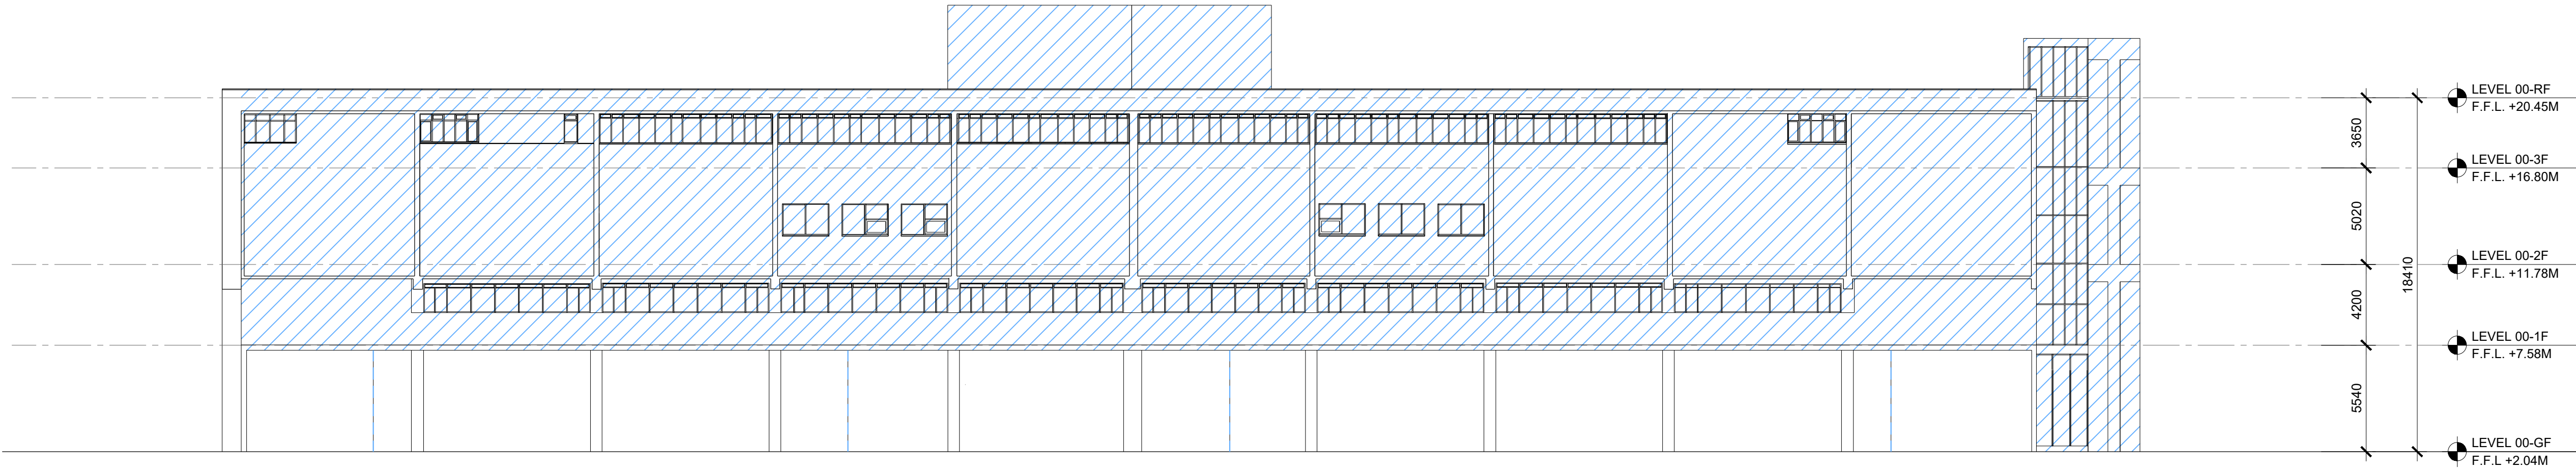 LEVEL 00-RF
F.F.L. +20.45M
3650
LEVEL 00-3F
F.F.L. +16.80M
5020
LEVEL 00-2F
F.F.L. +11.78M
18410
4200
LEVEL 00-1F
F.F.L. +7.58M
5540
LEVEL 00-GF
F.F.L +2.04M